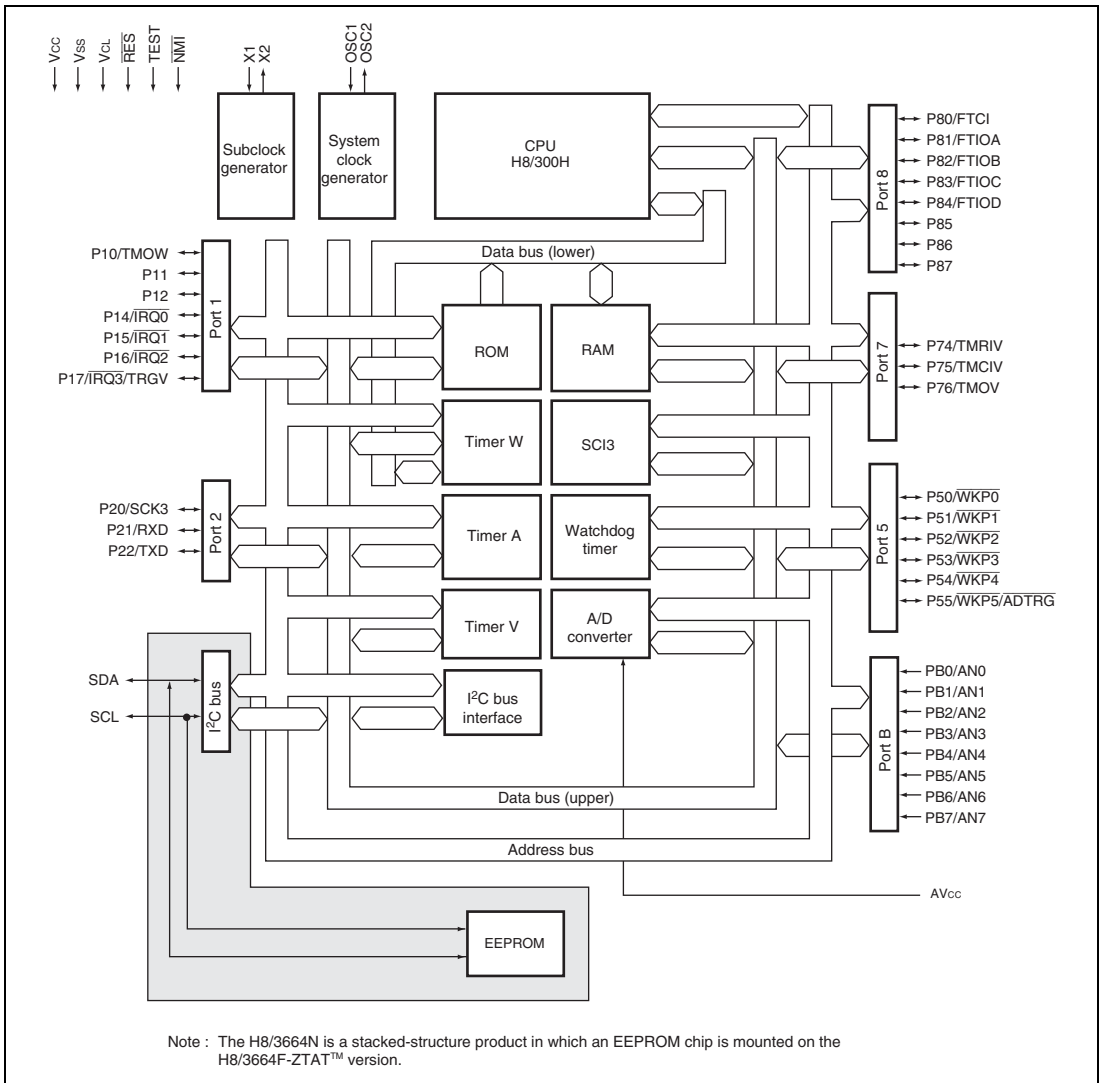 VCC
VSS
VCL
RES
TEST
NMI
X1
X2
OSC1
OSC2
Subclock
generator
System
clock
generator
CPU
H8/300H
Port 8
P80/FTCI
P81/FTIOA
P82/FTIOB
P83/FTIOC
P84/FTIOD
P85
P86
P87
Data bus (lower)
P10/TMOW
P11
P12
P14/IRQ0
P15/IRQ1
P16/IRQ2
P17/IRQ3/TRGV
Port 1
ROM
RAM
Port 7
P74/TMRIV
P75/TMCIV
P76/TMOV
Timer W
SCI3
P20/SCK3
P21/RXD
P22/TXD
Port 2
Timer A
Watchdog
timer
Port 5
P50/WKP0
P51/WKP1
P52/WKP2
P53/WKP3
P54/WKP4
P55/WKP5/ADTRG
Timer V
A/D
converter
SDA
SCL
I2C bus
I2C bus
interface
Port B
PB0/AN0
PB1/AN1
PB2/AN2
PB3/AN3
PB4/AN4
PB5/AN5
PB6/AN6
PB7/AN7
Data bus (upper)
Address bus
AVCC
EEPROM
Note : The H8/3664N is a stacked-structure product in which an EEPROM chip is mounted on the
H8/3664F-ZTAT™ version.